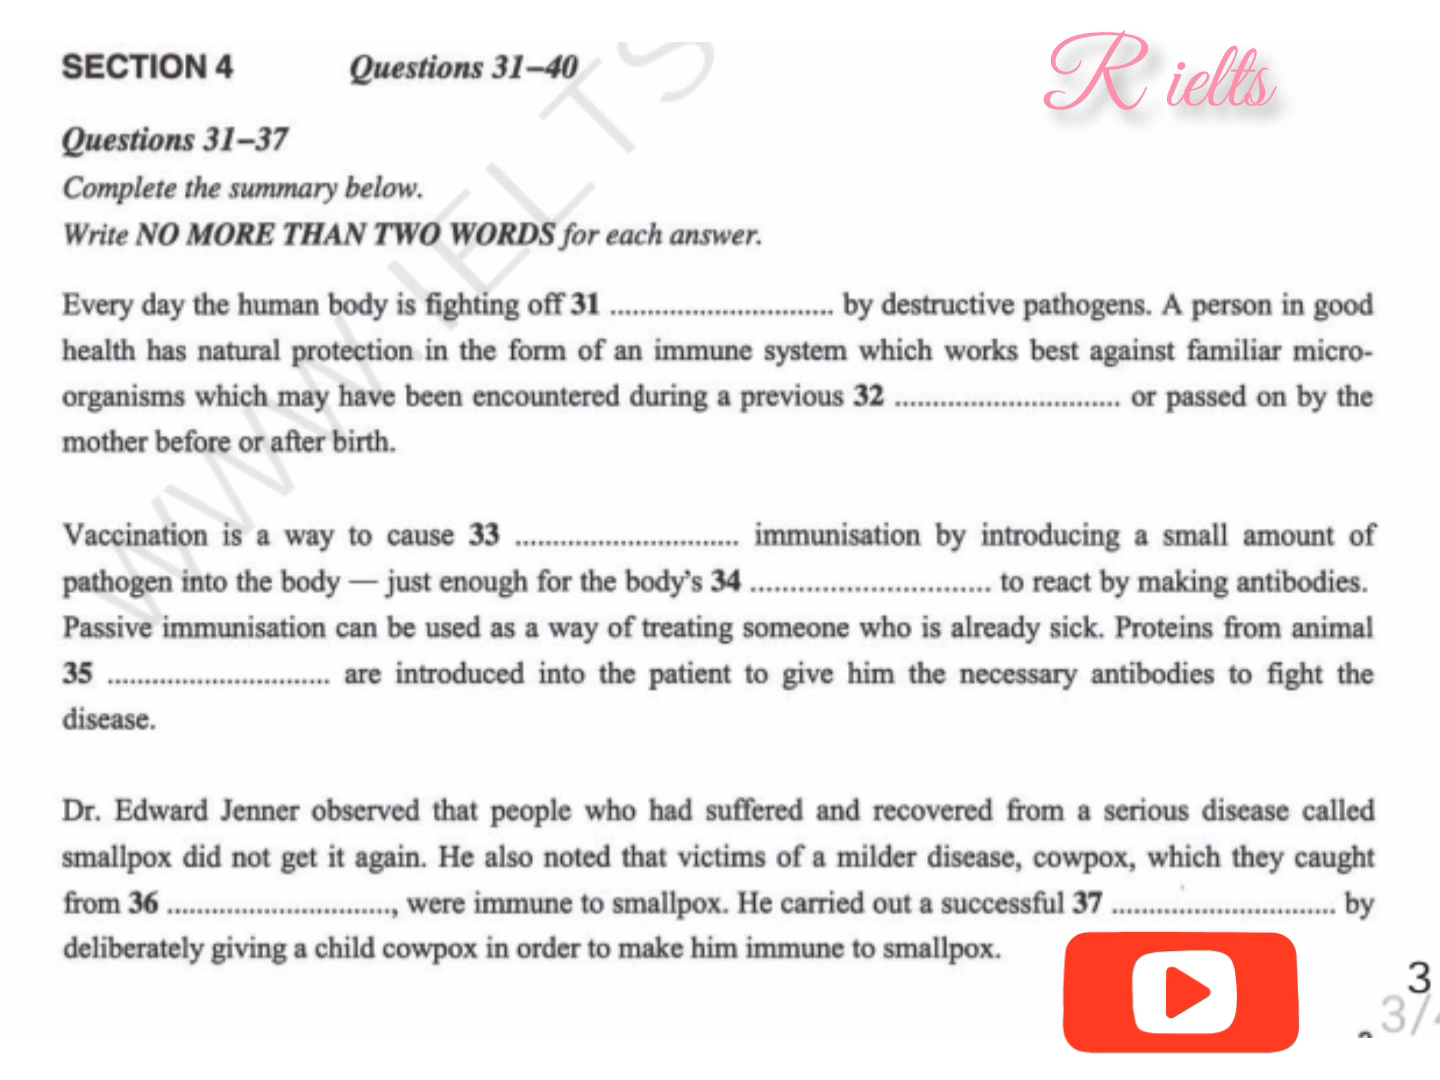 SECTION 4 Questions 31–40
R ielts
Questions 31–37
Complete the summary below.
Write NO MORE THAN TWO WORDS for each answer.
Every day the human body is fighting off 31 .............................. by destructive pathogens. A person in good
health has natural protection in the form of an immune system which works best against familiar micro-
organisms which may have been encountered during a previous 32 .............................. or passed on by the
mother before or after birth.
Vaccination is a way to cause 33 .............................. immunisation by introducing a small amount of
pathogen into the body — just enough for the body's 34 .............................. to react by making antibodies.
Passive immunisation can be used as a way of treating someone who is already sick. Proteins from animal
35 .............................. are introduced into the patient to give him the necessary antibodies to fight the
disease.
Dr. Edward Jenner observed that people who had suffered and recovered from a serious disease called
smallpox did not get it again. He also noted that victims of a milder disease, cowpox, which they caught
from 36 .............................., were immune to smallpox. He carried out a successful 37 .............................. by
deliberately giving a child cowpox in order to make him immune to smallpox.
WWW.IELTS
3
3/